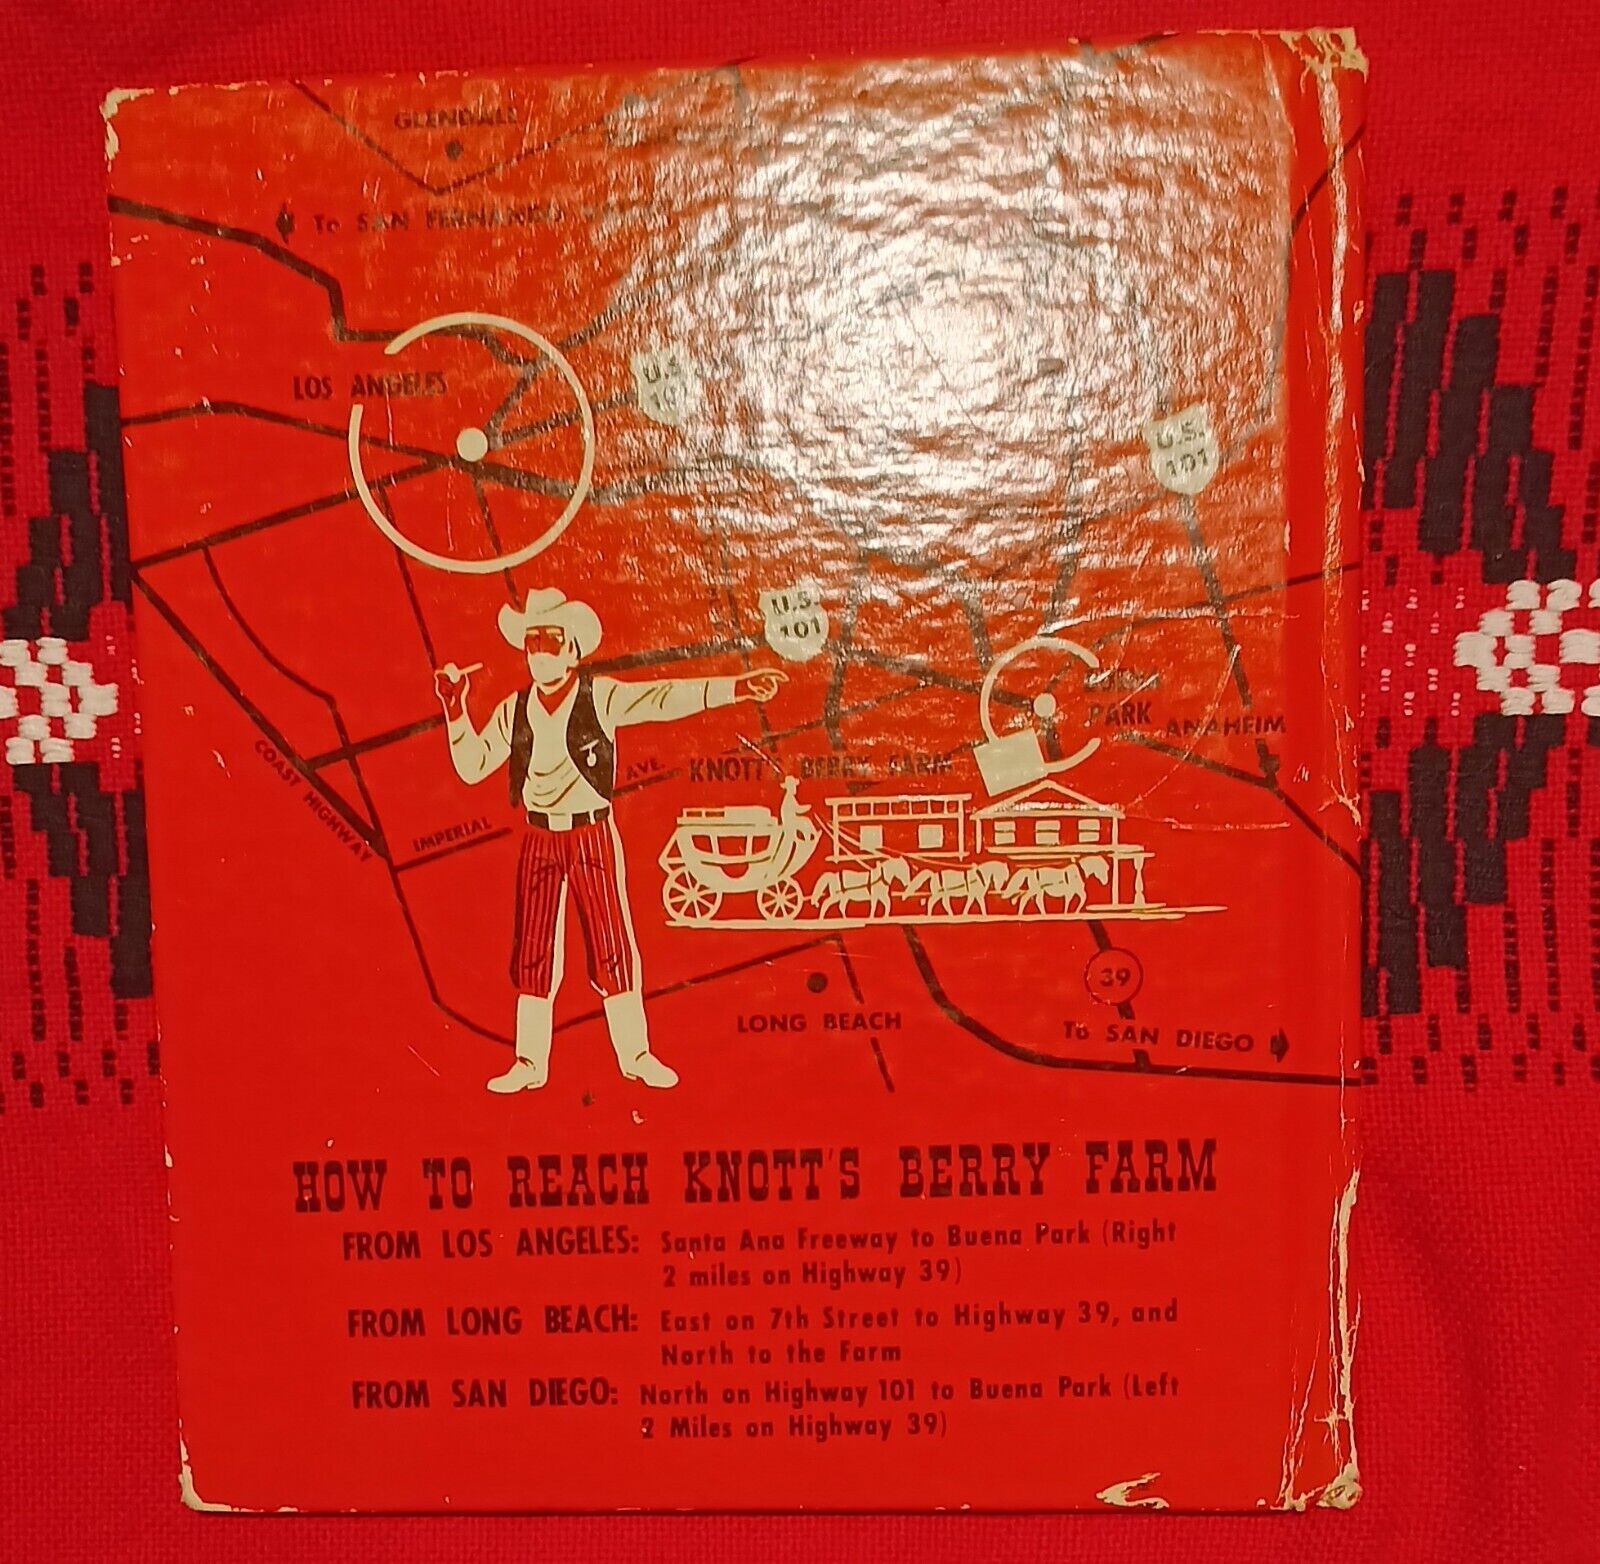 GLENDALE
To SAN FERNANDO
LOS ANGELES
U.S. 101
U.S. 101
U.S. 101
PARK
ANAHEIM
COAST HIGHWAY
IMPERIAL
AVE.
KNOTT'S BERRY FARM
39
LONG BEACH
To SAN DIEGO
HOW TO REACH KNOTT'S BERRY FARM
FROM LOS ANGELES: Santa Ana Freeway to Buena Park (Right
2 miles on Highway 39)
FROM LONG BEACH: East on 7th Street to Highway 39, and
North to the Farm
FROM SAN DIEGO: North on Highway 101 to Buena Park (Left
2 Miles on Highway 39)